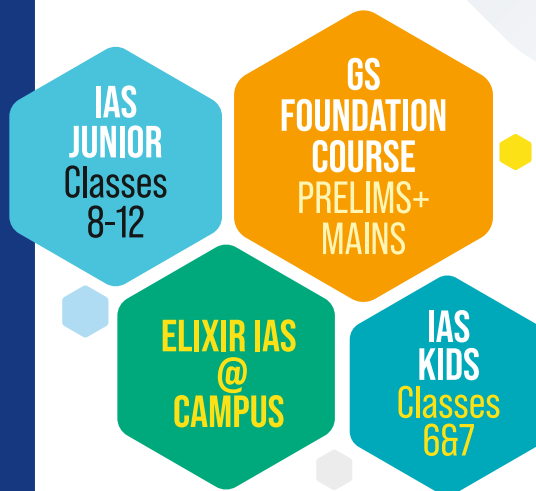 IAS
JUNIOR
Classes
8-12
GS
FOUNDATION
COURSE
PRELIMS+
MAINS
ELIXIR IAS
@
CAMPUS
IAS
KIDS
Classes
6&7